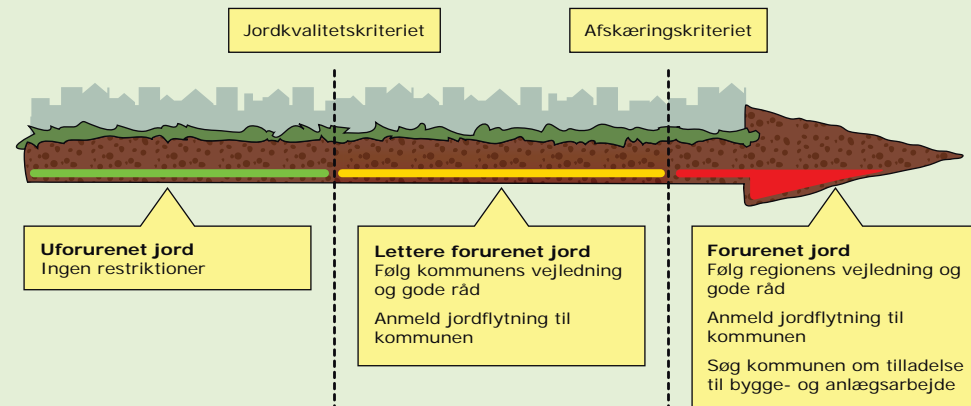 Jordkvalitetskriteriet
Afskæringskriteriet
Uforurenet jord
Ingen restriktioner
Lettere forurenet jord
Følg kommunens vejledning
og gode råd
Anmeld jordflytning til
kommunen
Forurenet jord
Følg regionens vejledning og
gode råd
Anmeld jordflytning til
kommunen
Søg kommunen om tilladelse
til bygge- og anlægsarbejde